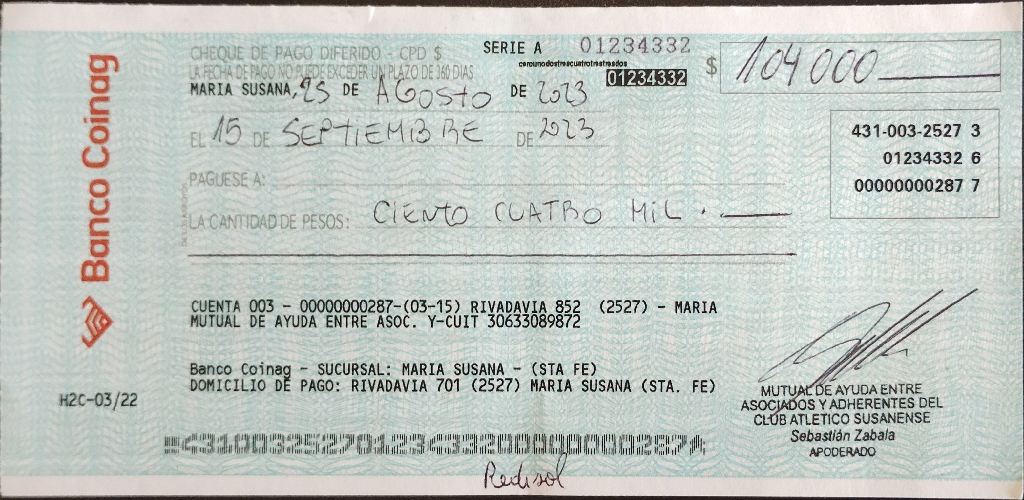 Banco Coinag
H2C-03/22
CHEQUE DE PAGO DIFERIDO - CPD $
LA FECHA DE PAGO NO PUEDE EXCEDER UN PLAZO DE 360 DIAS
SERIE A 01234332
cerounodostrescuatrotrestresdos
01234332
$ 104000
MARIA SUSANA, 25 DE AGOSTO DE 2023
EL 15 DE SEPTIEMBRE DE 2023
PAGUESE A:
LA CANTIDAD DE PESOS: CIENTO CUATRO MIL.
431-003-2527 3
01234332 6
00000000287 7
CUENTA 003 - 00000000287-(03-15) RIVADAVIA 852 (2527) - MARIA
MUTUAL DE AYUDA ENTRE ASOC. Y-CUIT 30633089872
Banco Coinag - SUCURSAL: MARIA SUSANA - (STA FE)
DOMICILIO DE PAGO: RIVADAVIA 701 (2527) MARIA SUSANA (STA. FE)
MUTUAL DE AYUDA ENTRE
ASOCIADOS Y ADHERENTES DEL
CLUB ATLETICO SUSANENSE
Sebastián Zabala
APODERADO
43100325270123433200000000287
Redisol